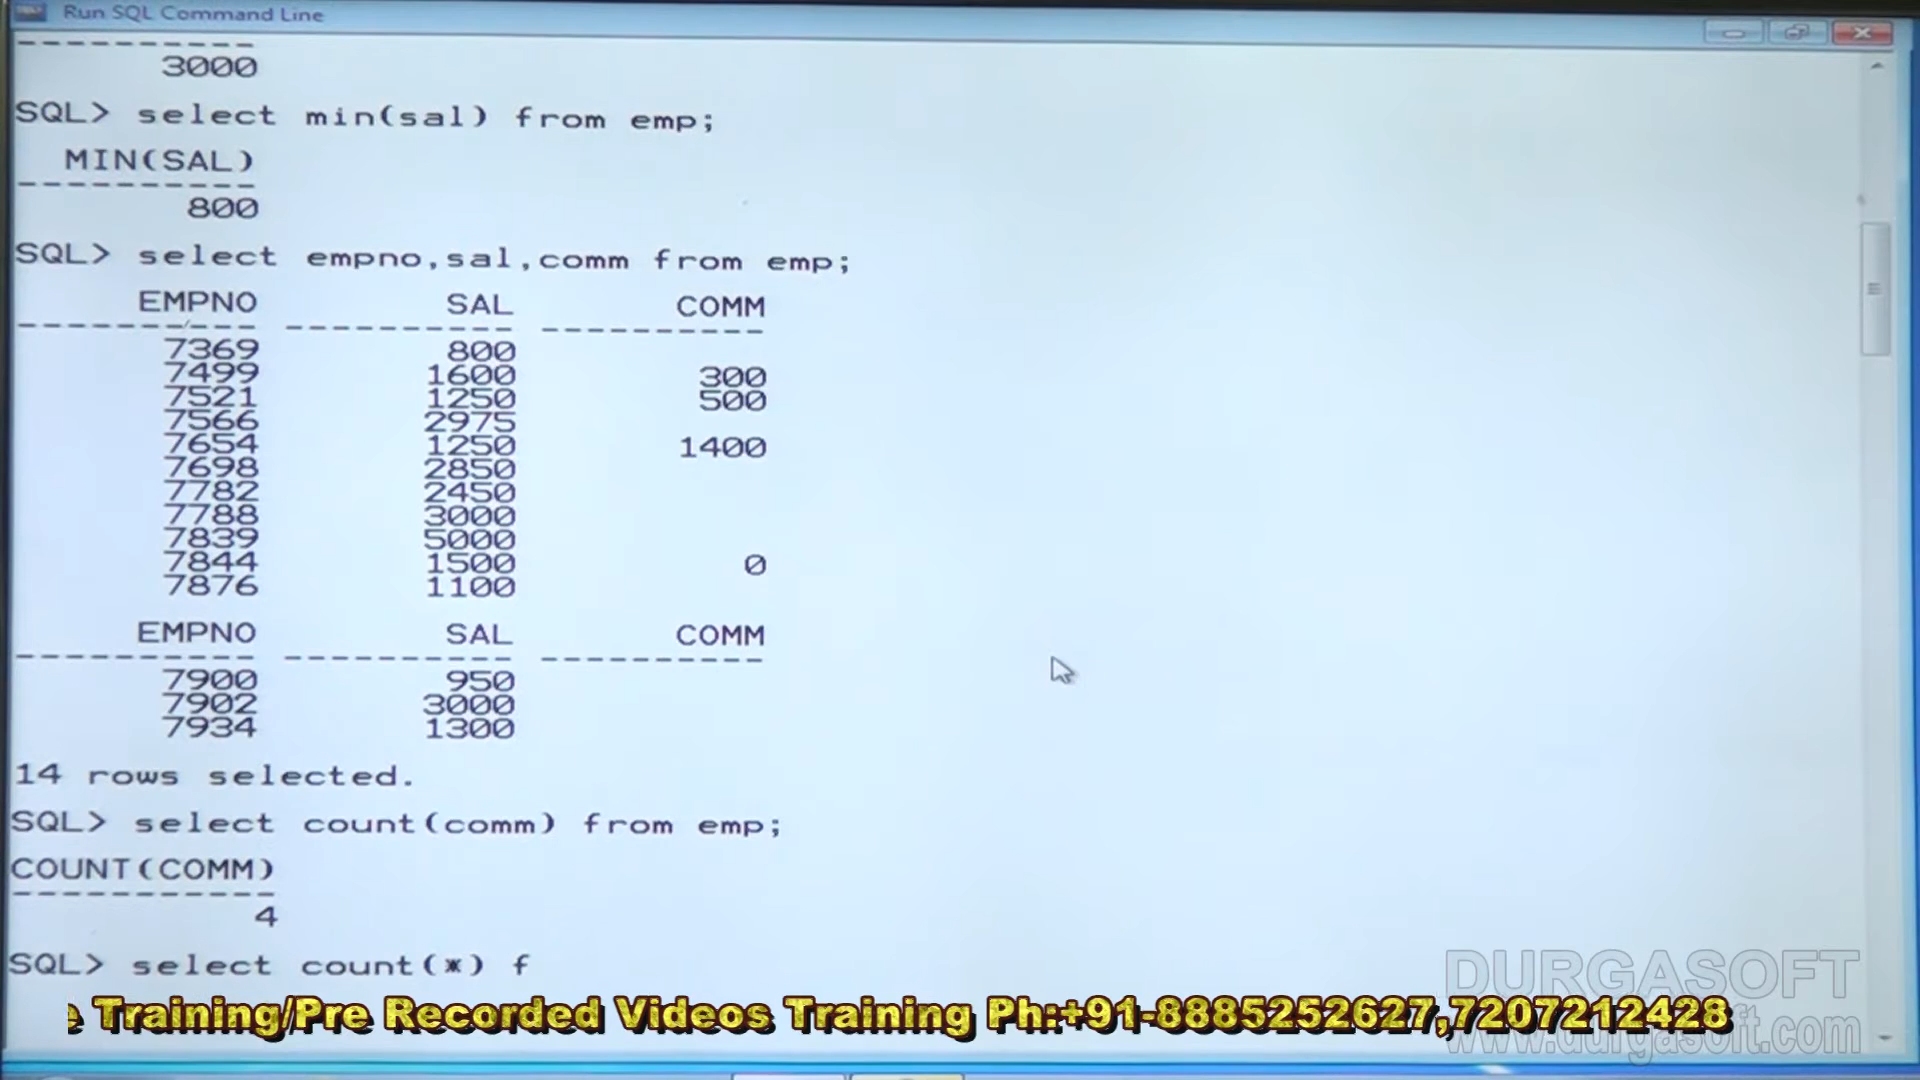 Run SQL Command Line
----------
3000
SQL> select min(sal) from emp;
MIN(SAL)
----------
800
SQL> select empno,sal,comm from emp;
EMPNO SAL COMM
---------- ---------- ----------
7369 800
7499 1600 300
7521 1250 500
7566 2975
7654 1250 1400
7698 2850
7782 2450
7788 3000
7839 5000
7844 1500 0
7876 1100
EMPNO SAL COMM
---------- ---------- ----------
7900 950
7902 3000
7934 1300
14 rows selected.
SQL> select count(comm) from emp;
COUNT(COMM)
-----------
4
SQL> select count(*) f
DURGASOFT
e Training/Pre Recorded Videos Training Ph:+91-8885252627,7207212428
www.durgasoft.com